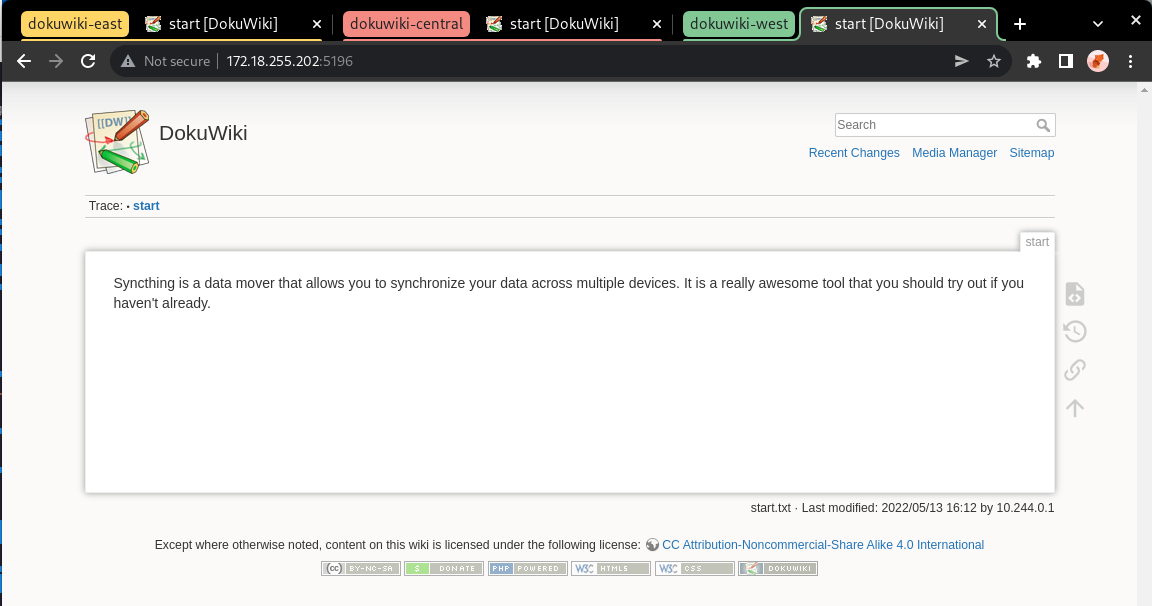 dokuwiki-east start [DokuWiki] dokuwiki-central start [DokuWiki] dokuwiki-west start [DokuWiki]
Not secure 172.18.255.202:5196
[[DW]]
DokuWiki
Search
Recent Changes Media Manager Sitemap
Trace: • start
start
Syncthing is a data mover that allows you to synchronize your data across multiple devices. It is a really awesome tool that you should try out if you
haven't already.
start.txt · Last modified: 2022/05/13 16:12 by 10.244.0.1
Except where otherwise noted, content on this wiki is licensed under the following license: CC Attribution-Noncommercial-Share Alike 4.0 International
(cc) BY-NC-SA $ DONATE PHP POWERED W3C HTML5 W3C CSS DOKUWIKI